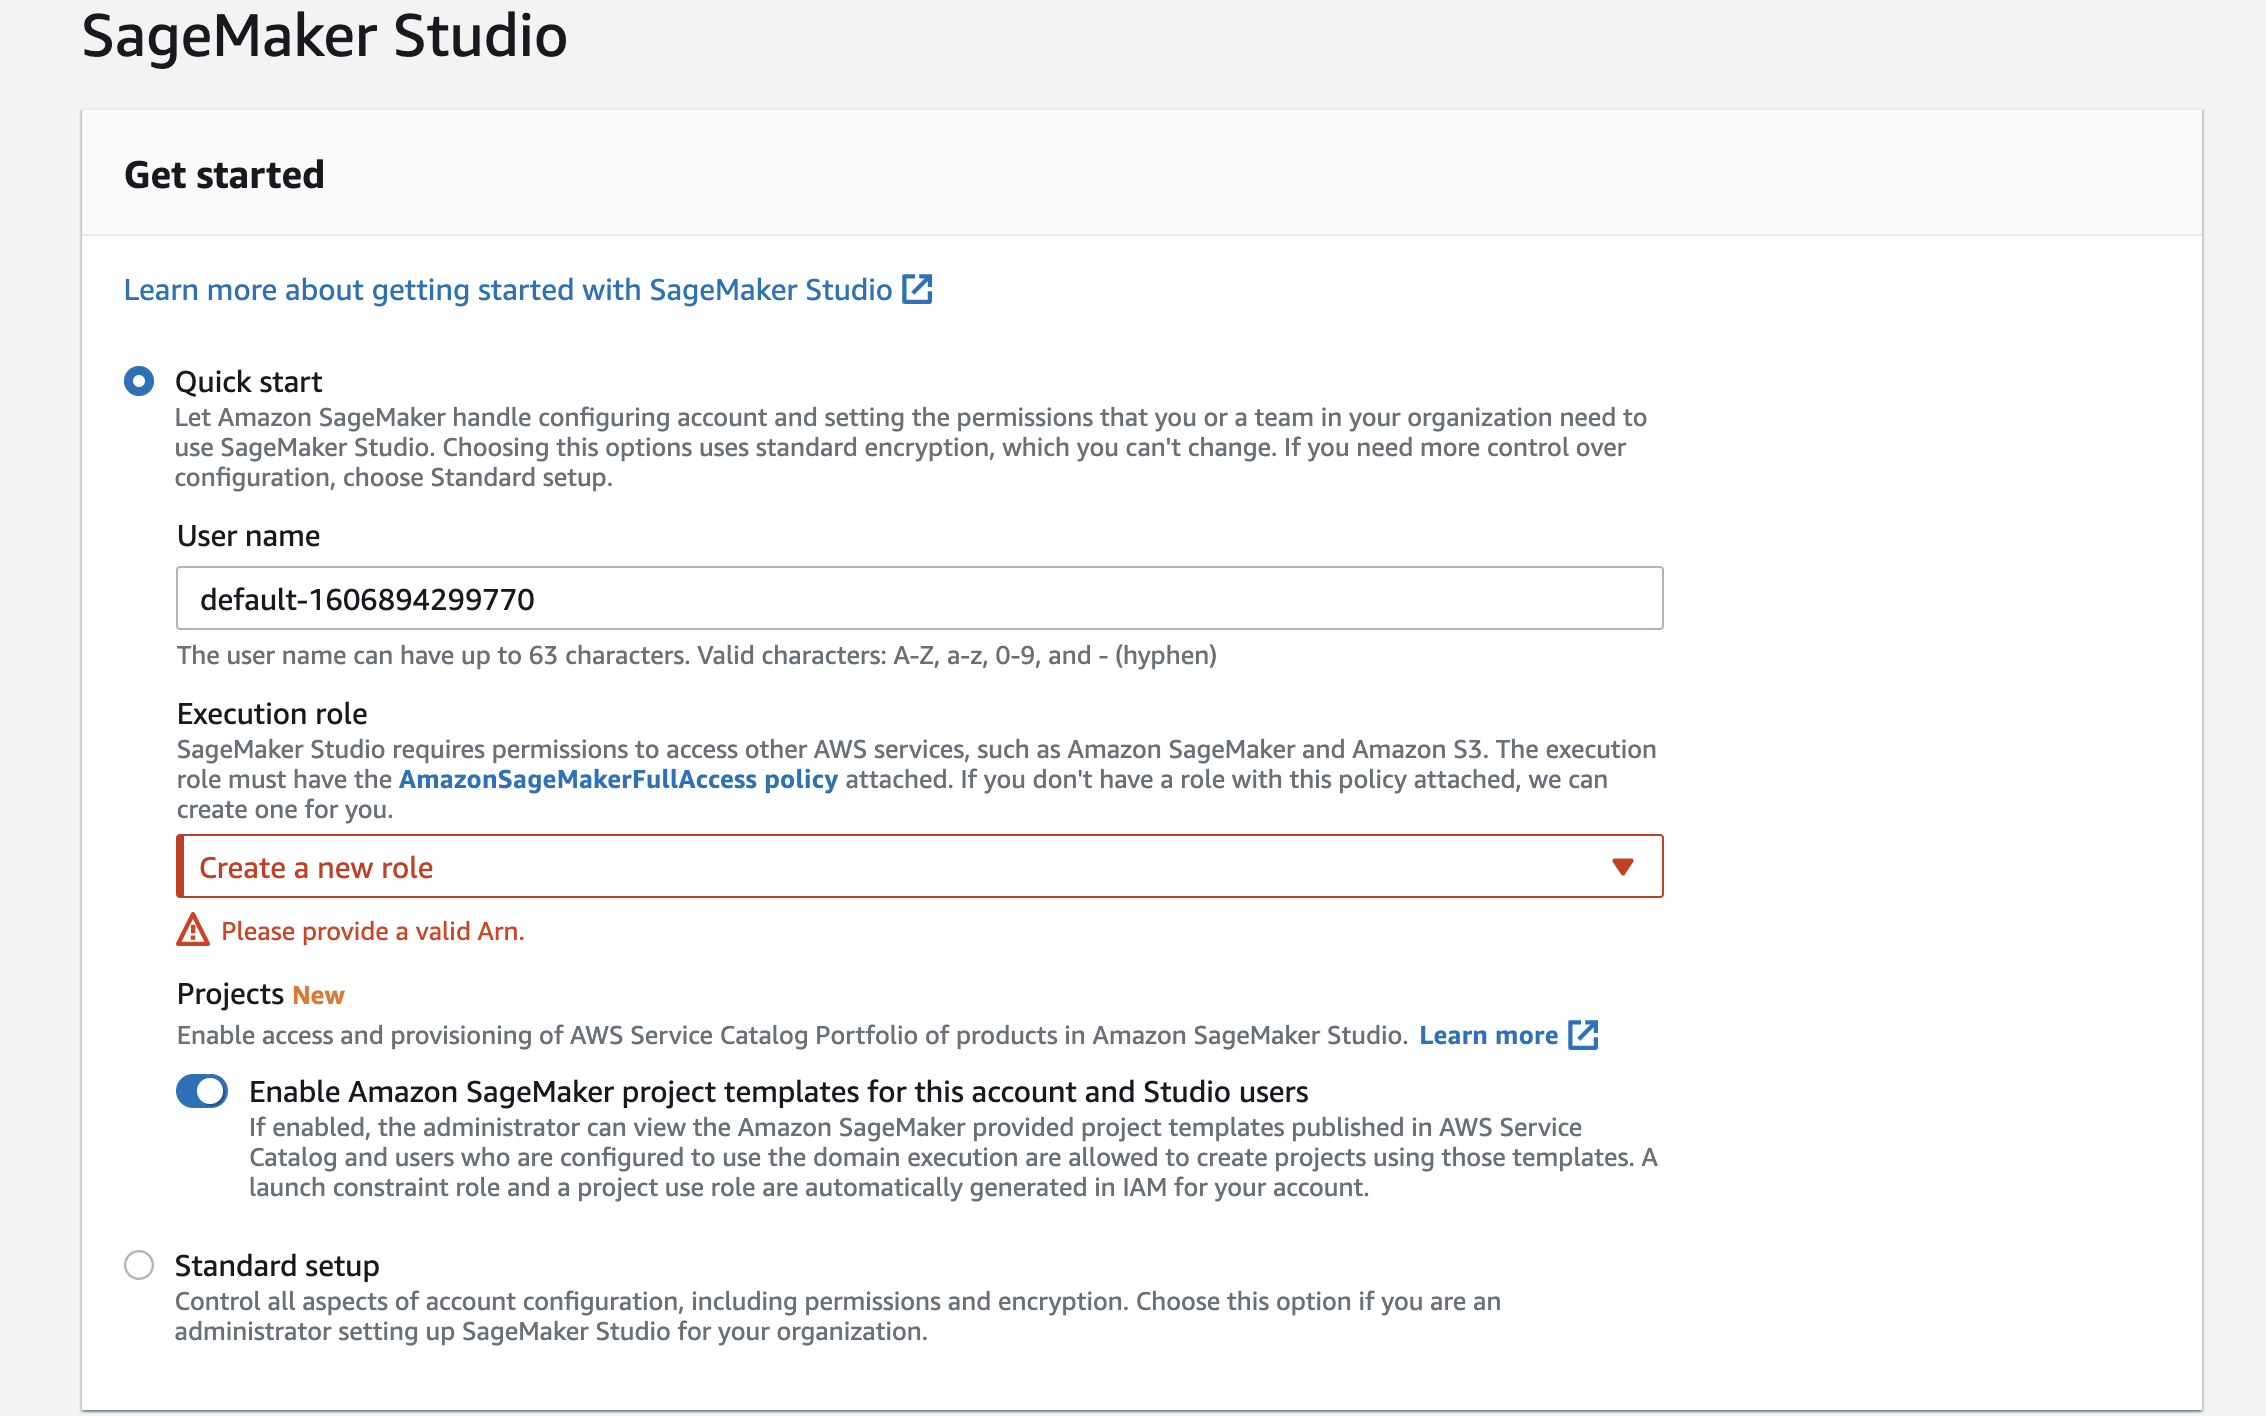 SageMaker Studio
Get started
Learn more about getting started with SageMaker Studio
Quick start
Let Amazon SageMaker handle configuring account and setting the permissions that you or a team in your organization need to
use SageMaker Studio. Choosing this options uses standard encryption, which you can't change. If you need more control over
configuration, choose Standard setup.
User name
default-1606894299770
The user name can have up to 63 characters. Valid characters: A-Z, a-z, 0-9, and - (hyphen)
Execution role
SageMaker Studio requires permissions to access other AWS services, such as Amazon SageMaker and Amazon S3. The execution
role must have the AmazonSageMakerFullAccess policy attached. If you don't have a role with this policy attached, we can
create one for you.
Create a new role
Please provide a valid Arn.
Projects New
Enable access and provisioning of AWS Service Catalog Portfolio of products in Amazon SageMaker Studio. Learn more
Enable Amazon SageMaker project templates for this account and Studio users
If enabled, the administrator can view the Amazon SageMaker provided project templates published in AWS Service
Catalog and users who are configured to use the domain execution are allowed to create projects using those templates. A
launch constraint role and a project use role are automatically generated in IAM for your account.
Standard setup
Control all aspects of account configuration, including permissions and encryption. Choose this option if you are an
administrator setting up SageMaker Studio for your organization.